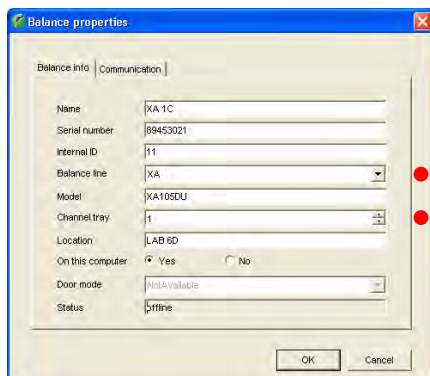 Balance properties
Balance info Communication
Name XA 1C
Serial number 89453021
Internal ID 11
Balance line XA
Model XA105DU
Channel tray 1
Location LAB 6D
On this computer Yes No
Door mode NotAvailable
Status offline
OK Cancel